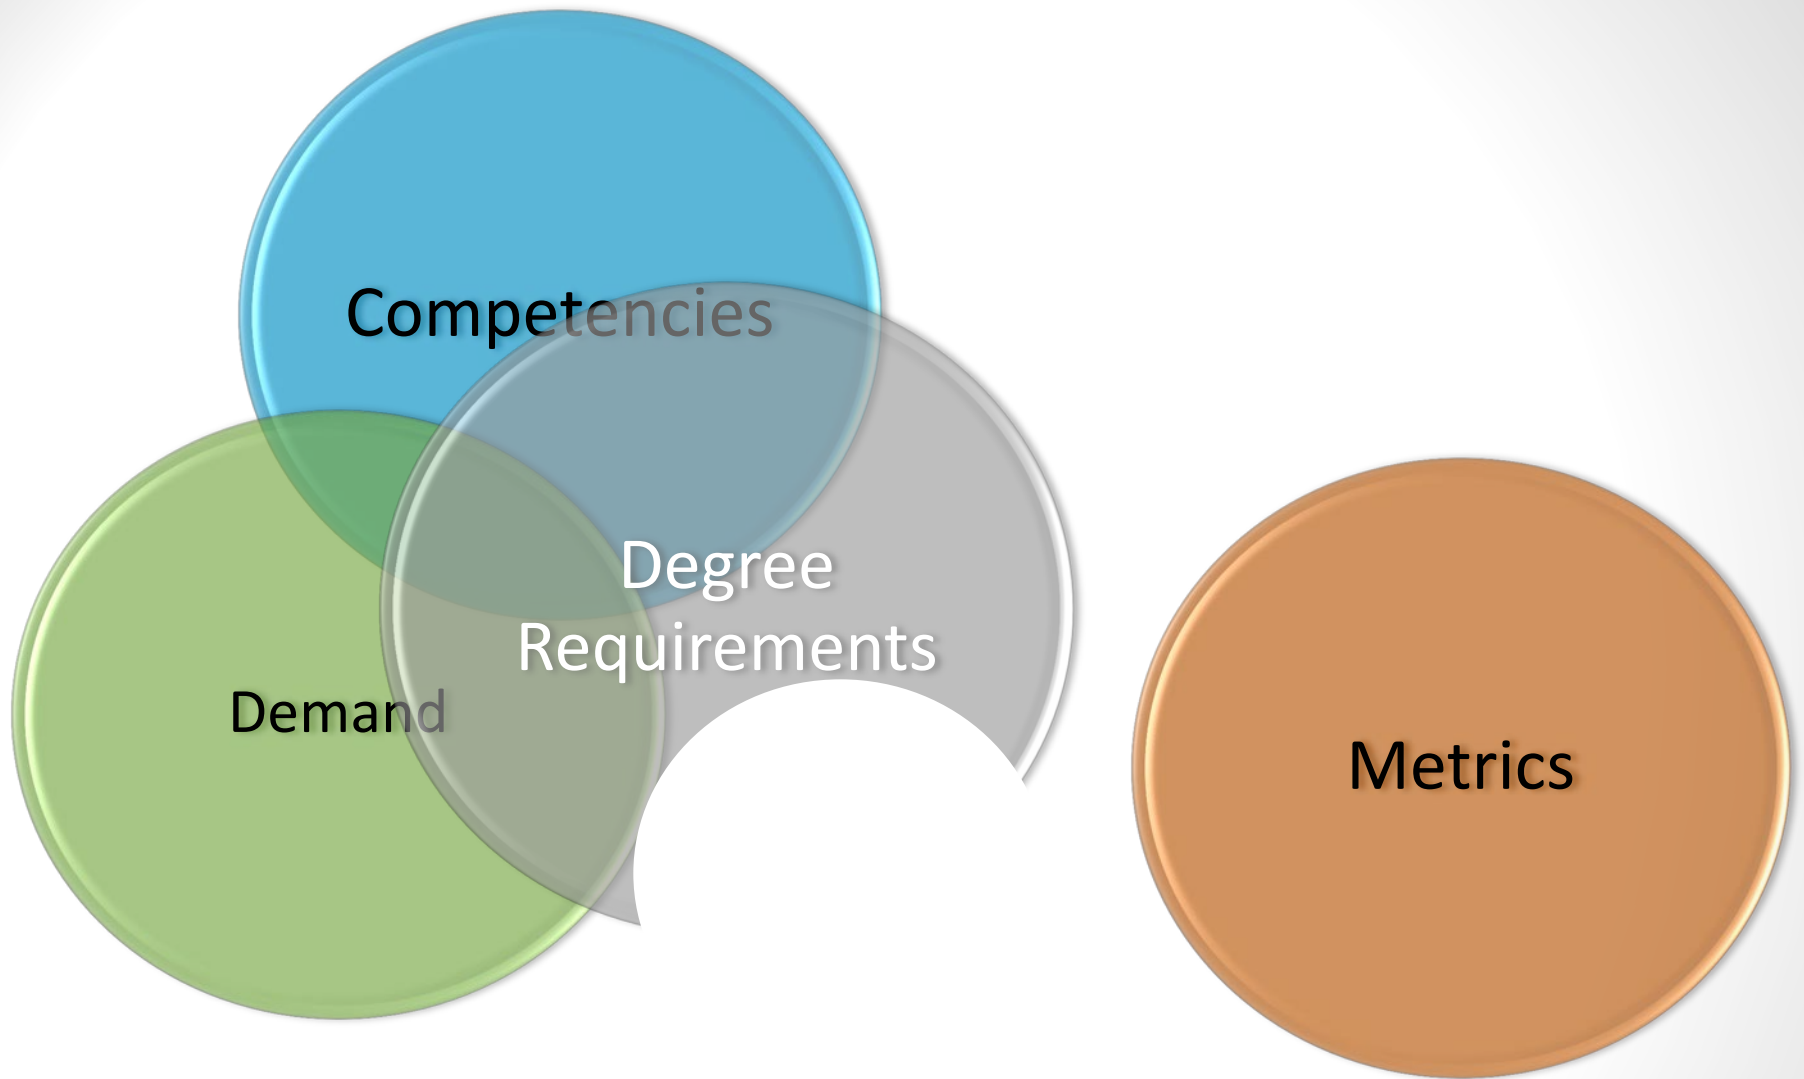 Competencies
Degree
Requirements
Demand
Metrics